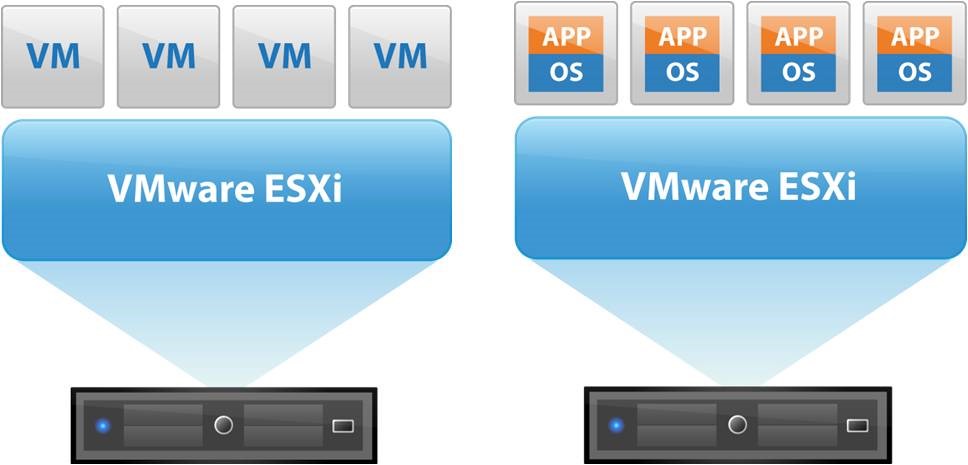 VM VM VM VM
VMware ESXi
APP APP APP APP
OS OS OS OS
VMware ESXi